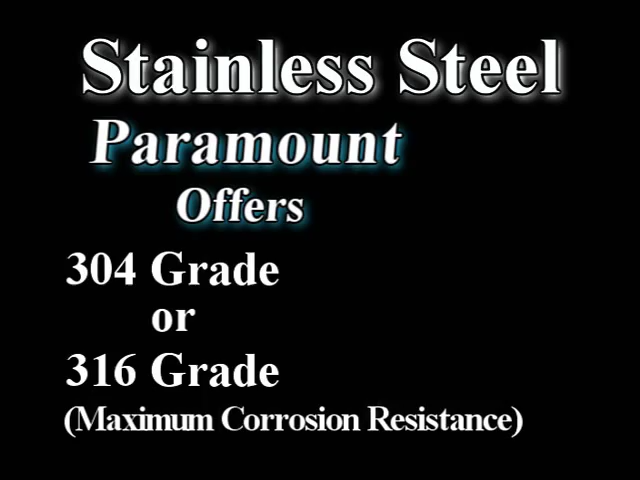 Stainless Steel
Paramount
Offers
304 Grade
or
316 Grade
(Maximum Corrosion Resistance)